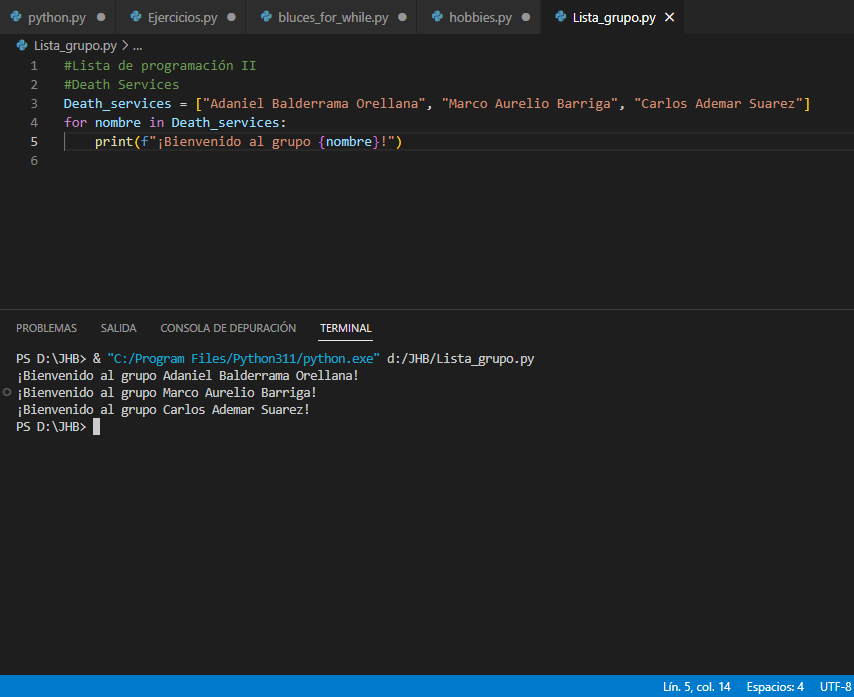 python.py Ejercicios.py bluces_for_while.py hobbies.py Lista_grupo.py
Lista_grupo.py > ...
1 #Lista de programación II
2 #Death Services
3 Death_services = ["Adaniel Balderrama Orellana", "Marco Aurelio Barriga", "Carlos Ademar Suarez"]
4 for nombre in Death_services:
5     print(f"¡Bienvenido al grupo {nombre}!")
6
PROBLEMAS SALIDA CONSOLA DE DEPURACIÓN TERMINAL
PS D:\JHB> & "C:/Program Files/Python311/python.exe" d:/JHB/Lista_grupo.py
¡Bienvenido al grupo Adaniel Balderrama Orellana!
¡Bienvenido al grupo Marco Aurelio Barriga!
¡Bienvenido al grupo Carlos Ademar Suarez!
PS D:\JHB>
Lín. 5, col. 14 Espacios: 4 UTF-8